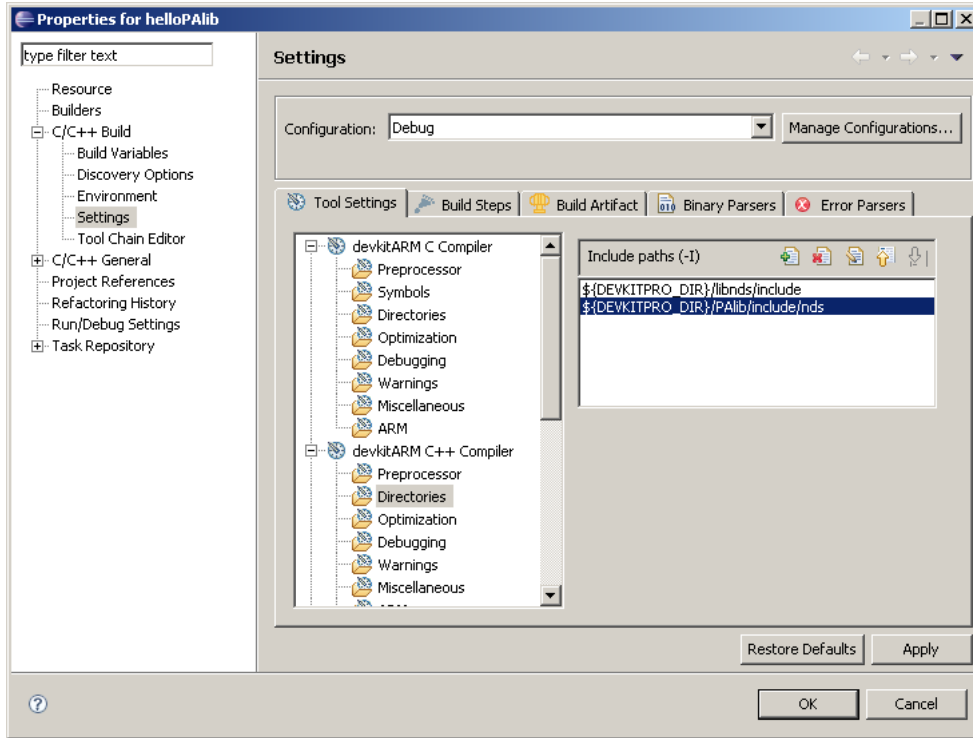 Properties for helloPAlib
type filter text
Resource
Builders
C/C++ Build
Build Variables
Discovery Options
Environment
Settings
Tool Chain Editor
C/C++ General
Project References
Refactoring History
Run/Debug Settings
Task Repository
Settings
Configuration: Debug Manage Configurations...
Tool Settings Build Steps Build Artifact Binary Parsers Error Parsers
devkitARM C Compiler
Preprocessor
Symbols
Directories
Optimization
Debugging
Warnings
Miscellaneous
ARM
devkitARM C++ Compiler
Preprocessor
Directories
Optimization
Debugging
Warnings
Miscellaneous
Include paths (-I)
${DEVKITPRO_DIR}/libnds/include
${DEVKITPRO_DIR}/PAlib/include/nds
Restore Defaults Apply
OK Cancel